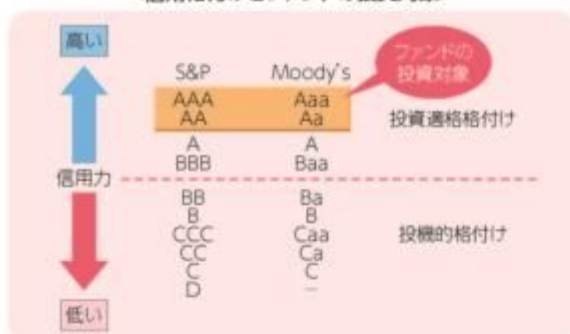 高い
ファンドの
投資対象
S&P Moody's
AAA Aaa
AA Aa
投資適格格付け
A A
BBB Baa
信用力
BB Ba
B B
CCC Caa
投機的格付け
CC Ca
C C
D –
低い